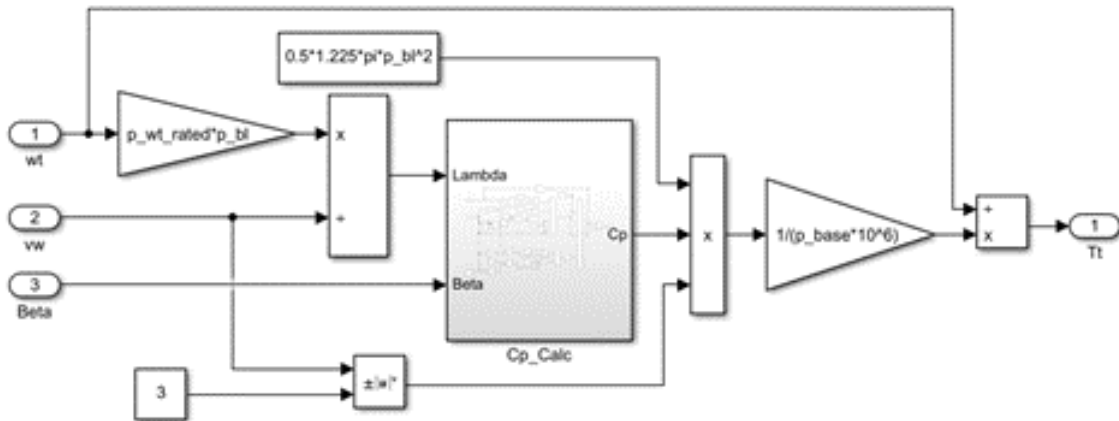 0.5*1.225*pi*p_bl^2
1
wt
p_wt_rated*p_bl
x
÷
2
vw
3
Beta
Lambda
Beta
Cp
Cp_Calc
3
x
1/(p_base*10^6)
÷
x
1
Tt